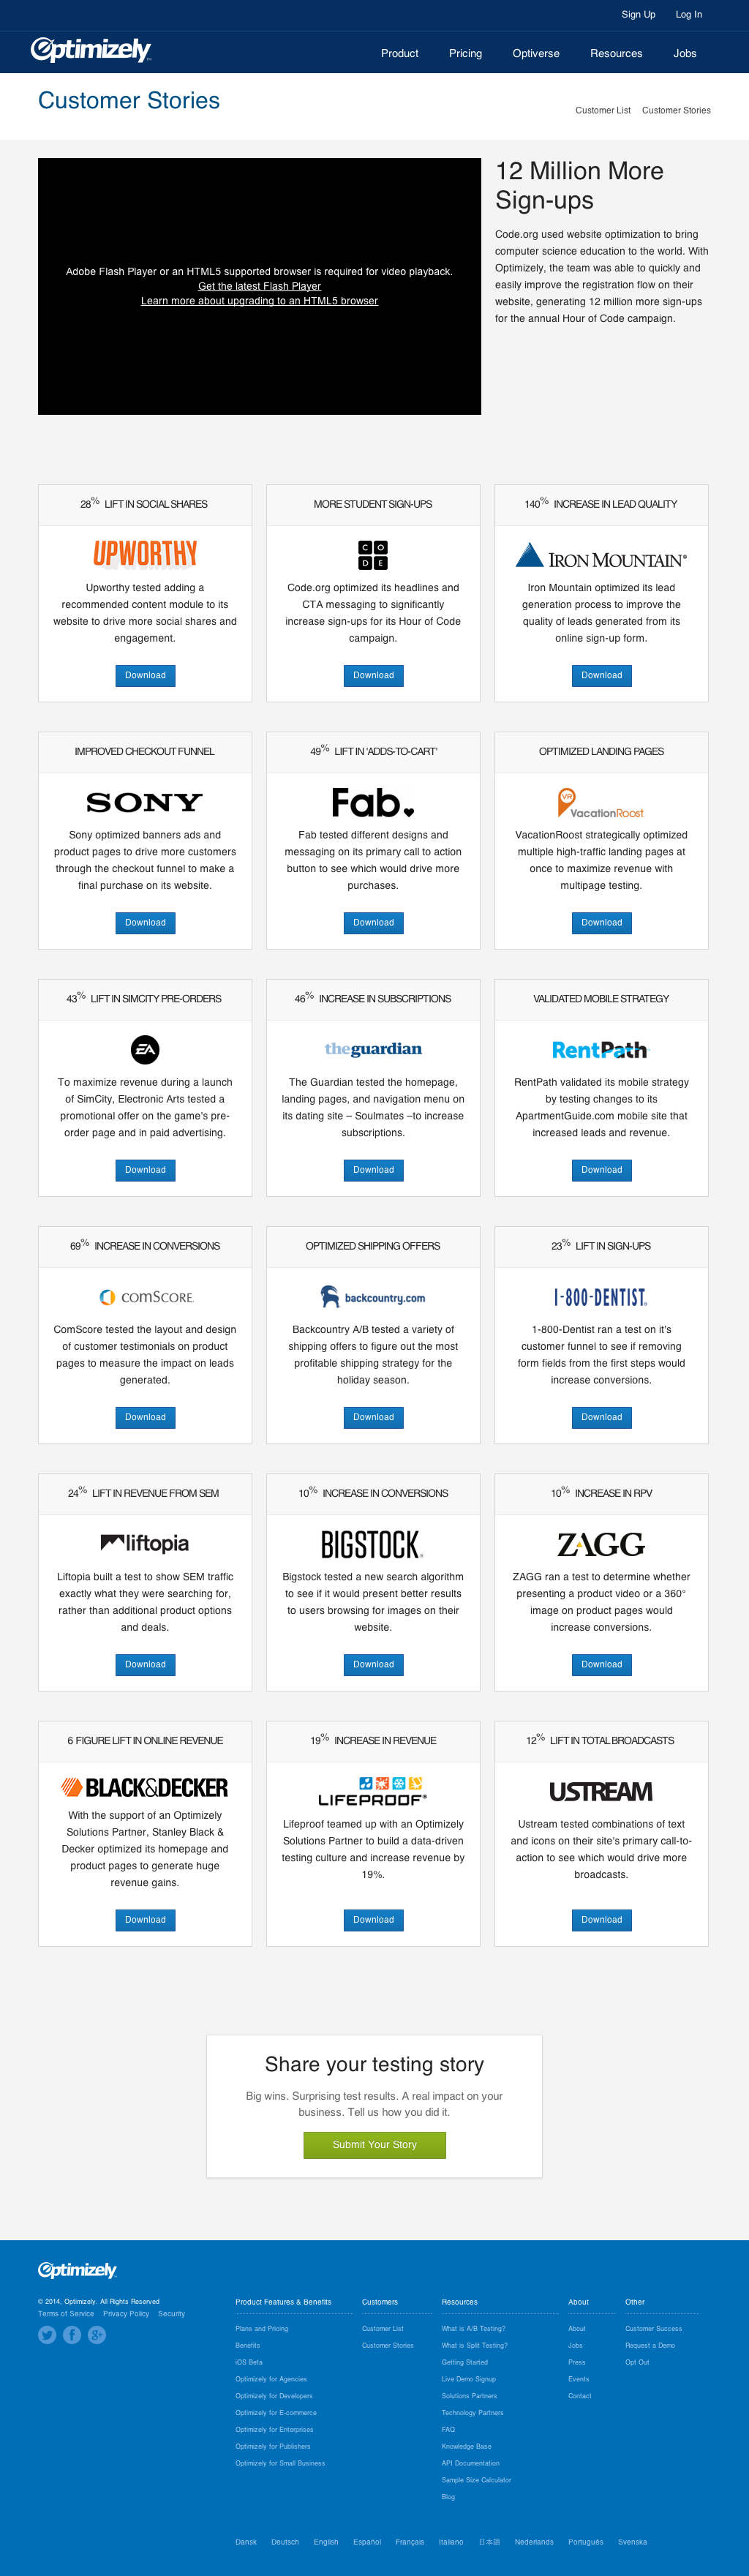 Sign Up Log In
Optimizely
Product Pricing Optiverse Resources Jobs
Customer Stories
Customer List Customer Stories
Adobe Flash Player or an HTML5 supported browser is required for video playback.
Get the latest Flash Player
Learn more about upgrading to an HTML5 browser
12 Million More
Sign-ups
Code.org used website optimization to bring
computer science education to the world. With
Optimizely, the team was able to quickly and
easily improve the registration flow on their
website, generating 12 million more sign-ups
for the annual Hour of Code campaign.
28% LIFT IN SOCIAL SHARES
UPWORTHY
Upworthy tested adding a
recommended content module to its
website to drive more social shares and
engagement.
Download
MORE STUDENT SIGN-UPS
C O
D E
Code.org optimized its headlines and
CTA messaging to significantly
increase sign-ups for its Hour of Code
campaign.
Download
140% INCREASE IN LEAD QUALITY
IRON MOUNTAIN®
Iron Mountain optimized its lead
generation process to improve the
quality of leads generated from its
online sign-up form.
Download
IMPROVED CHECKOUT FUNNEL
SONY
Sony optimized banners ads and
product pages to drive more customers
through the checkout funnel to make a
final purchase on its website.
Download
49% LIFT IN 'ADDS-TO-CART'
Fab.
Fab tested different designs and
messaging on its primary call to action
button to see which would drive more
purchases.
Download
OPTIMIZED LANDING PAGES
VR
VacationRoost
VacationRoost strategically optimized
multiple high-traffic landing pages at
once to maximize revenue with
multipage testing.
Download
43% LIFT IN SIMCITY PRE-ORDERS
EA
To maximize revenue during a launch
of SimCity, Electronic Arts tested a
promotional offer on the game's pre-
order page and in paid advertising.
Download
46% INCREASE IN SUBSCRIPTIONS
theguardian
The Guardian tested the homepage,
landing pages, and navigation menu on
its dating site – Soulmates –to increase
subscriptions.
Download
VALIDATED MOBILE STRATEGY
RentPath
RentPath validated its mobile strategy
by testing changes to its
ApartmentGuide.com mobile site that
increased leads and revenue.
Download
69% INCREASE IN CONVERSIONS
COMSCORE.
ComScore tested the layout and design
of customer testimonials on product
pages to measure the impact on leads
generated.
Download
OPTIMIZED SHIPPING OFFERS
backcountry.com
Backcountry A/B tested a variety of
shipping offers to figure out the most
profitable shipping strategy for the
holiday season.
Download
23% LIFT IN SIGN-UPS
1-800-DENTIST®
1-800-Dentist ran a test on it's
customer funnel to see if removing
form fields from the first steps would
increase conversions.
Download
24% LIFT IN REVENUE FROM SEM
liftopia
Liftopia built a test to show SEM traffic
exactly what they were searching for,
rather than additional product options
and deals.
Download
10% INCREASE IN CONVERSIONS
BIGSTOCK®
Bigstock tested a new search algorithm
to see if it would present better results
to users browsing for images on their
website.
Download
10% INCREASE IN RPV
ZAGG
ZAGG ran a test to determine whether
presenting a product video or a 360°
image on product pages would
increase conversions.
Download
6 FIGURE LIFT IN ONLINE REVENUE
BLACK&DECKER
With the support of an Optimizely
Solutions Partner, Stanley Black &
Decker optimized its homepage and
product pages to generate huge
revenue gains.
Download
19% INCREASE IN REVENUE
LIFEPROOF®
Lifeproof teamed up with an Optimizely
Solutions Partner to build a data-driven
testing culture and increase revenue by
19%.
Download
12% LIFT IN TOTAL BROADCASTS
USTREAM
Ustream tested combinations of text
and icons on their site's primary call-to-
action to see which would drive more
broadcasts.
Download
Share your testing story
Big wins. Surprising test results. A real impact on your
business. Tell us how you did it.
Submit Your Story
Optimizely
© 2014, Optimizely. All Rights Reserved
Terms of Service Privacy Policy Security
Product Features & Benefits
Plans and Pricing
Benefits
iOS Beta
Optimizely for Agencies
Optimizely for Developers
Optimizely for E-commerce
Optimizely for Enterprises
Optimizely for Publishers
Optimizely for Small Business
Customers
Customer List
Customer Stories
Resources
What is A/B Testing?
What is Split Testing?
Getting Started
Live Demo Signup
Solutions Partners
Technology Partners
FAQ
Knowledge Base
API Documentation
Sample Size Calculator
Blog
About
About
Jobs
Press
Events
Contact
Other
Customer Success
Request a Demo
Opt Out
Dansk Deutsch English Español Français Italiano 日本語 Nederlands Português Svenska